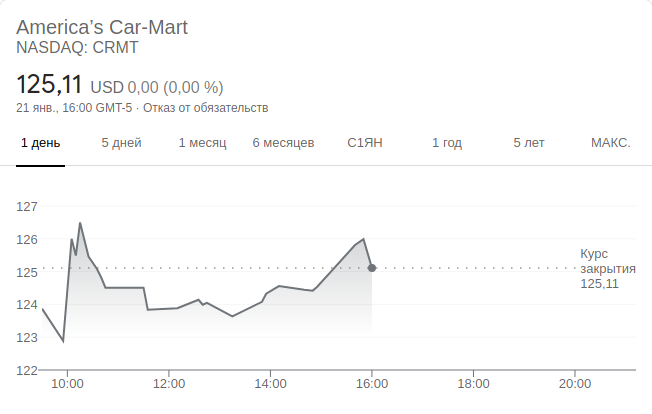 America’s Car-Mart
NASDAQ: CRMT
125,11 USD 0,00 (0,00 %)
21 янв., 16:00 GMT-5 · Отказ от обязательств
1 день 5 дней 1 месяц 6 месяцев С1ЯН 1 год 5 лет МАКС.
127
126
125
124
123
122
Курс
закрытия
125,11
10:00 12:00 14:00 16:00 18:00 20:00